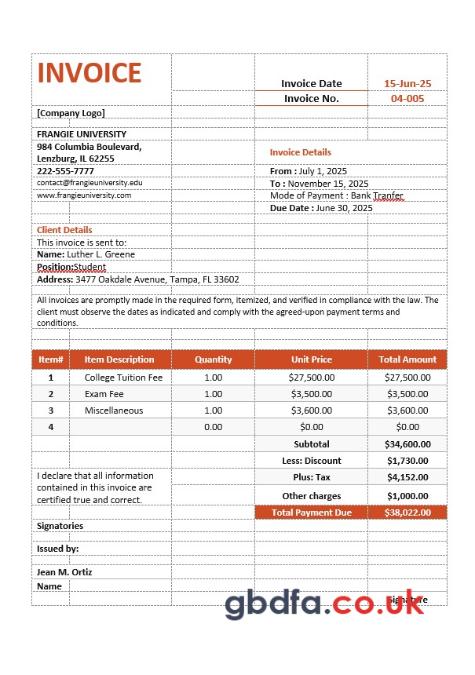 INVOICE
Invoice Date 15-Jun-25
Invoice No. 04-005
[Company Logo]
FRANGIE UNIVERSITY
984 Columbia Boulevard,
Lenzburg, IL 62255
222-555-7777
contact@frangieuniversity.edu
www.frangieuniversity.com
Invoice Details
From : July 1, 2025
To : November 15, 2025
Mode of Payment : Bank Tranfer
Due Date : June 30, 2025
Client Details
This invoice is sent to:
Name: Luther L. Greene
Position:Student
Address: 3477 Oakdale Avenue, Tampa, FL 33602
All invoices are promptly made in the required form, itemized, and verified in compliance with the law. The
client must observe the dates as indicated and comply with the agreed-upon payment terms and
conditions.
Item# Item Description Quantity Unit Price Total Amount
1 College Tuition Fee 1.00 $27,500.00 $27,500.00
2 Exam Fee 1.00 $3,500.00 $3,500.00
3 Miscellaneous 1.00 $3,600.00 $3,600.00
4 0.00 $0.00 $0.00
Subtotal $34,600.00
Less: Discount $1,730.00
I declare that all information
contained in this invoice are
certified true and correct.
Plus: Tax $4,152.00
Other charges $1,000.00
Total Payment Due $38,022.00
Signatories
Issued by:
Jean M. Ortiz
Name
Signature
gbdfa.co.uk